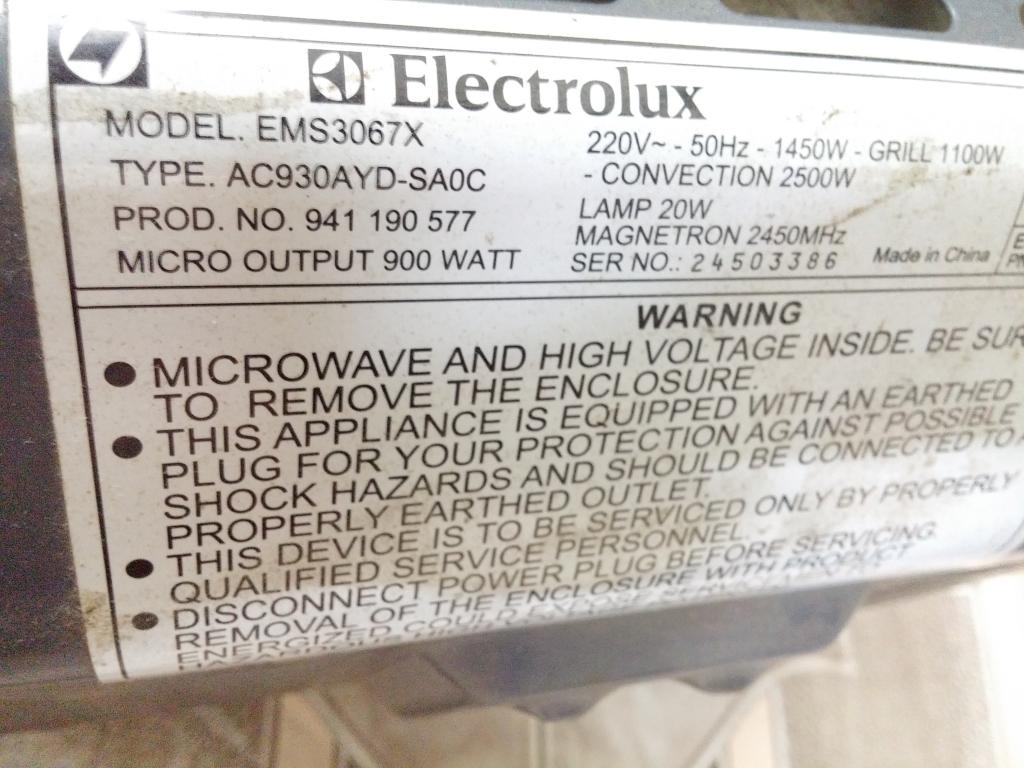 Electrolux
MODEL. EMS3067X
TYPE. AC930AYD-SA0C
PROD. NO. 941 190 577
MICRO OUTPUT 900 WATT
220V~ - 50Hz - 1450W - GRILL 1100W
- CONVECTION 2500W
LAMP 20W
MAGNETRON 2450MHz
SER NO.: 24503386
Made in China
WARNING
● MICROWAVE AND HIGH VOLTAGE INSIDE. BE SUR
TO REMOVE THE ENCLOSURE.
● THIS APPLIANCE IS EQUIPPED WITH AN EARTHED
PLUG FOR YOUR PROTECTION AGAINST POSSIBLE
SHOCK HAZARDS AND SHOULD BE CONNECTED TO A
PROPERLY EARTHED OUTLET.
● THIS DEVICE IS TO BE SERVICED ONLY BY PROPERLY
QUALIFIED SERVICE PERSONNEL.
● DISCONNECT POWER PLUG BEFORE SERVICING.
REMOVAL OF THE ENCLOSURE WITH PRODUCT
ENERGIZED COULD EXPOSE